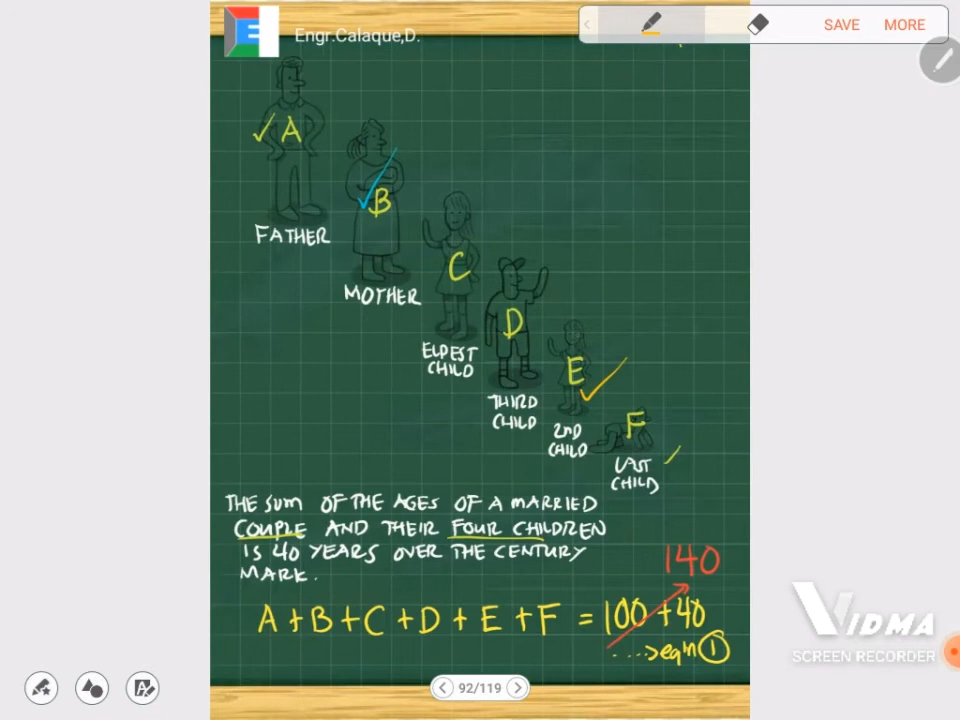 E
Engr.Calaque,D.
SAVE
MORE
A
FATHER
B
MOTHER
C
ELDEST
CHILD
D
THIRD
CHILD
E
2ND
CHILD
F
LAST
CHILD
THE SUM OF THE AGES OF A MARRIED
COUPLE AND THEIR FOUR CHILDREN
IS 40 YEARS OVER THE CENTURY
MARK.
140
A+B+C+D+E+F = 100+40
....>eq'n 1
VIDMA
SCREEN RECORDER
92/119